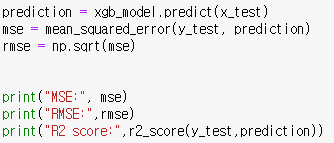 prediction = xgb_model.predict(x_test)
mse = mean_squared_error(y_test, prediction)
rmse = np.sqrt(mse)
print("MSE:", mse)
print("RMSE:",rmse)
print("R2 score:",r2_score(y_test,prediction))